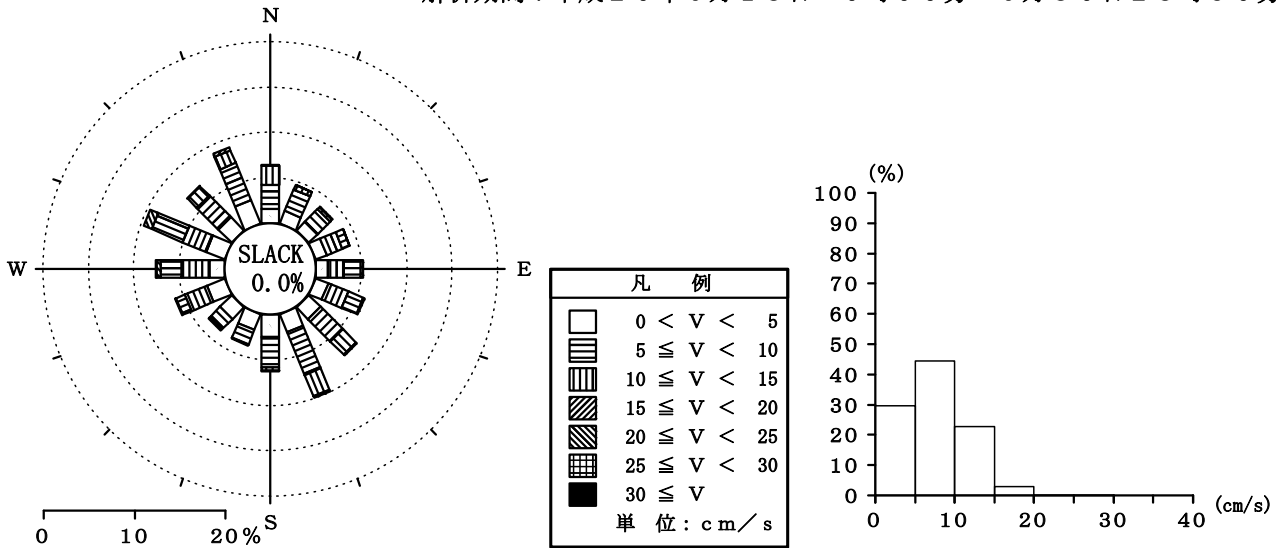 N
W
E
S
SLACK
0.0%
0 10 20%
凡 例
0 < V < 5
5 ≦ V < 10
10 ≦ V < 15
15 ≦ V < 20
20 ≦ V < 25
25 ≦ V < 30
30 ≦ V
単 位：cm／s
(%)
100
90
80
70
60
50
40
30
20
10
0
0 10 20 30 40 (cm/s)